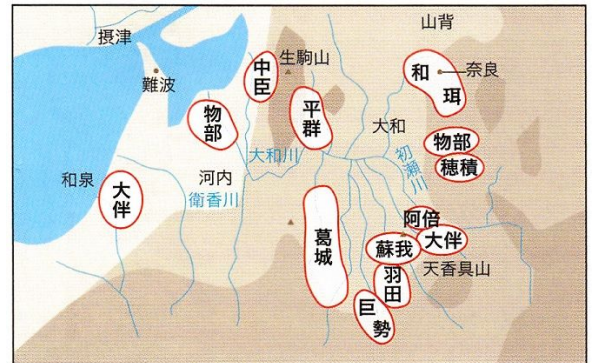 山背
摂津
難波
中臣
生駒山
和珥
奈良
物部
平群
大和
物部
穂積
大和川
初瀬川
和泉
大伴
河内
衛香川
葛城
阿倍
蘇我
大伴
天香具山
羽田
巨勢